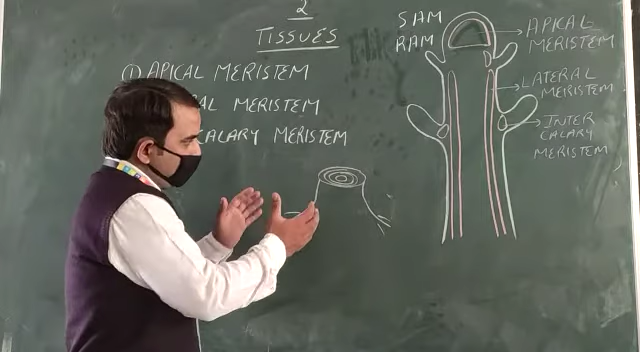 2
TISSUES
① APICAL MERISTEM
AL MERISTEM
CALARY MERISTEM
SAM
RAM
APICAL
MERISTEM
LATERAL
MERISTEM
INTER
CALARY
MERISTEM